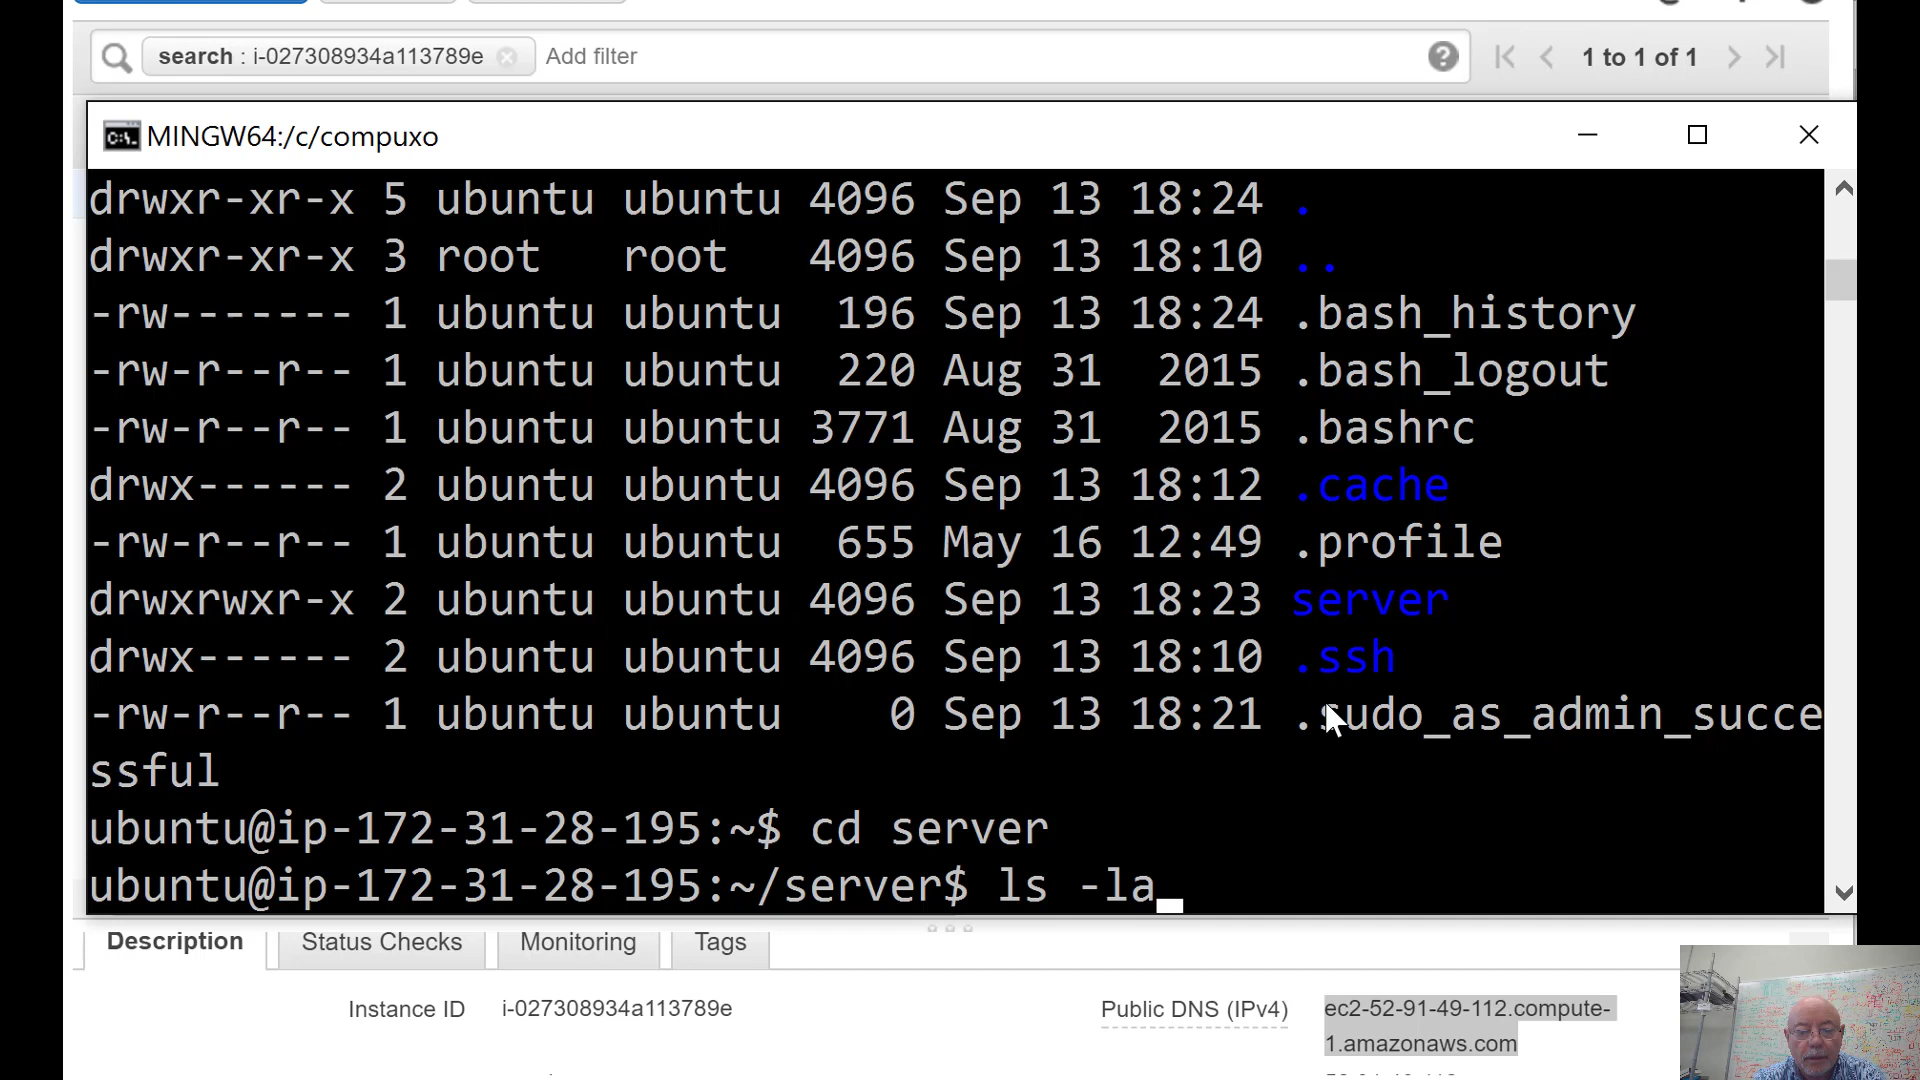 search : i-027308934a113789e Add filter 1 to 1 of 1
MINGW64:/c/compuxo
drwxr-xr-x 5 ubuntu ubuntu 4096 Sep 13 18:24 .
drwxr-xr-x 3 root   root   4096 Sep 13 18:10 ..
-rw------- 1 ubuntu ubuntu  196 Sep 13 18:24 .bash_history
-rw-r--r-- 1 ubuntu ubuntu  220 Aug 31  2015 .bash_logout
-rw-r--r-- 1 ubuntu ubuntu 3771 Aug 31  2015 .bashrc
drwx------ 2 ubuntu ubuntu 4096 Sep 13 18:12 .cache
-rw-r--r-- 1 ubuntu ubuntu  655 May 16 12:49 .profile
drwxrwxr-x 2 ubuntu ubuntu 4096 Sep 13 18:23 server
drwx------ 2 ubuntu ubuntu 4096 Sep 13 18:10 .ssh
-rw-r--r-- 1 ubuntu ubuntu    0 Sep 13 18:21 .sudo_as_admin_succe
ssful
ubuntu@ip-172-31-28-195:~$ cd server
ubuntu@ip-172-31-28-195:~/server$ ls -la
Description Status Checks Monitoring Tags
Instance ID i-027308934a113789e Public DNS (IPv4) ec2-52-91-49-112.compute-
1.amazonaws.com